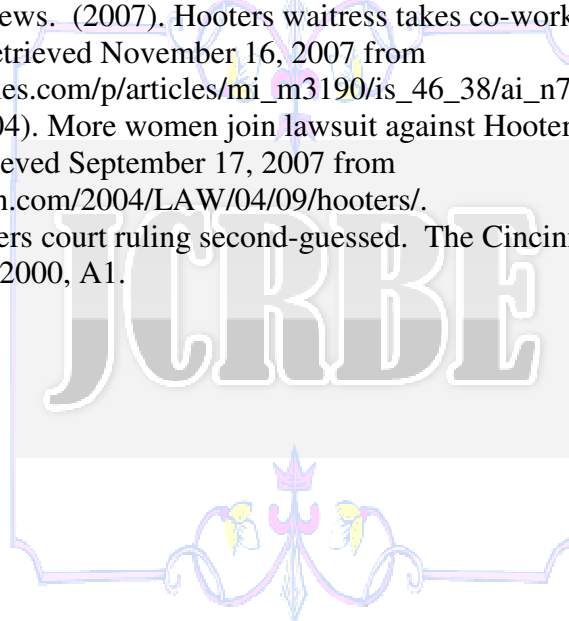 ews. (2007). Hooters waitress takes co-work
etrieved November 16, 2007 from
es.com/p/articles/mi_m3190/is_46_38/ai_n7
04). More women join lawsuit against Hooter
eved September 17, 2007 from
n.com/2004/LAW/04/09/hooters/.
ers court ruling second-guessed. The Cincinn
2000, A1.
JCRBE